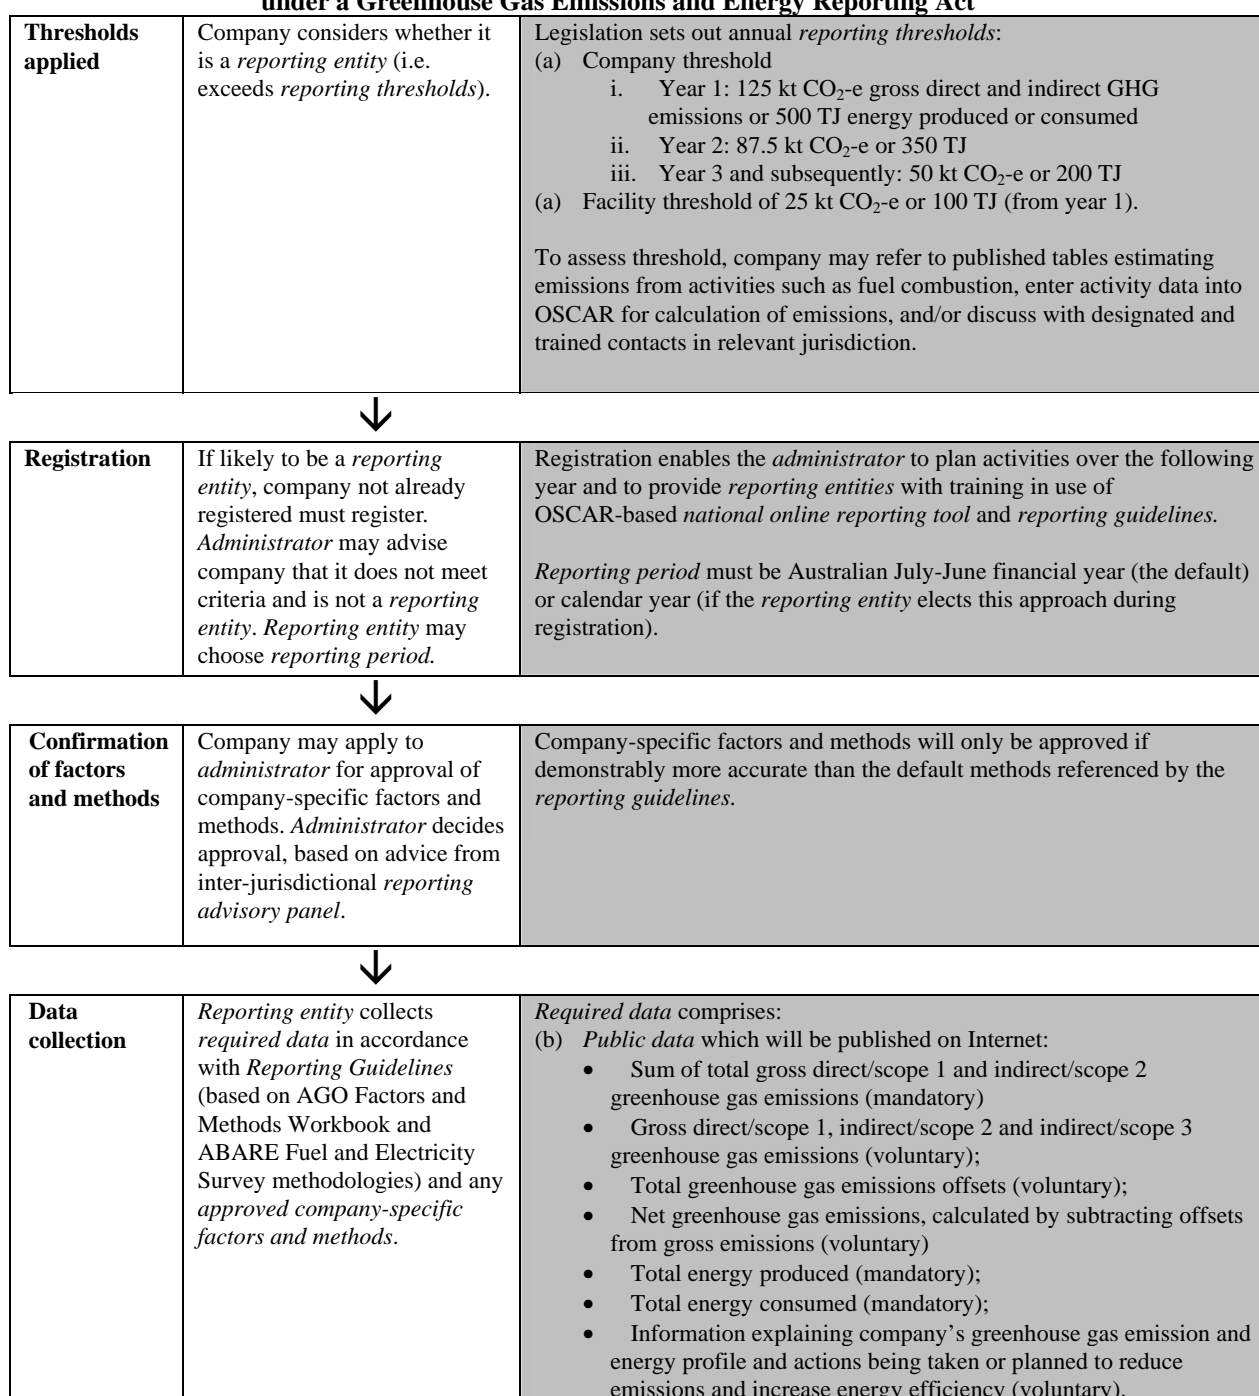 under a Greenhouse Gas Emissions and Energy Reporting Act
Thresholds
applied
Company considers whether it
is a reporting entity (i.e.
exceeds reporting thresholds).
Legislation sets out annual reporting thresholds:
(a) Company threshold
i. Year 1: 125 kt CO2-e gross direct and indirect GHG
emissions or 500 TJ energy produced or consumed
ii. Year 2: 87.5 kt CO2-e or 350 TJ
iii. Year 3 and subsequently: 50 kt CO2-e or 200 TJ
(a) Facility threshold of 25 kt CO2-e or 100 TJ (from year 1).
To assess threshold, company may refer to published tables estimating
emissions from activities such as fuel combustion, enter activity data into
OSCAR for calculation of emissions, and/or discuss with designated and
trained contacts in relevant jurisdiction.
Registration
If likely to be a reporting
entity, company not already
registered must register.
Administrator may advise
company that it does not meet
criteria and is not a reporting
entity. Reporting entity may
choose reporting period.
Registration enables the administrator to plan activities over the following
year and to provide reporting entities with training in use of
OSCAR-based national online reporting tool and reporting guidelines.
Reporting period must be Australian July-June financial year (the default)
or calendar year (if the reporting entity elects this approach during
registration).
Confirmation
of factors
and methods
Company may apply to
administrator for approval of
company-specific factors and
methods. Administrator decides
approval, based on advice from
inter-jurisdictional reporting
advisory panel.
Company-specific factors and methods will only be approved if
demonstrably more accurate than the default methods referenced by the
reporting guidelines.
Data
collection
Reporting entity collects
required data in accordance
with Reporting Guidelines
(based on AGO Factors and
Methods Workbook and
ABARE Fuel and Electricity
Survey methodologies) and any
approved company-specific
factors and methods.
Required data comprises:
(b) Public data which will be published on Internet:
• Sum of total gross direct/scope 1 and indirect/scope 2
greenhouse gas emissions (mandatory)
• Gross direct/scope 1, indirect/scope 2 and indirect/scope 3
greenhouse gas emissions (voluntary);
• Total greenhouse gas emissions offsets (voluntary);
• Net greenhouse gas emissions, calculated by subtracting offsets
from gross emissions (voluntary)
• Total energy produced (mandatory);
• Total energy consumed (mandatory);
• Information explaining company's greenhouse gas emission and
energy profile and actions being taken or planned to reduce
emissions and increase energy efficiency (voluntary).